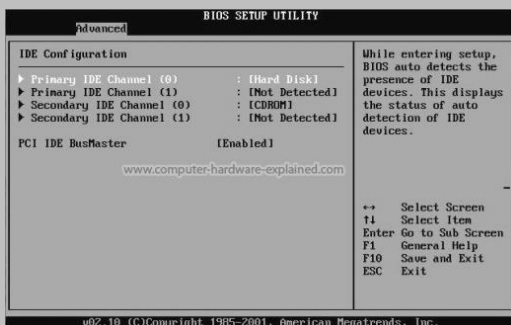 BIOS SETUP UTILITY
Advanced
IDE Configuration
Primary IDE Channel (0) : [Hard Disk]
Primary IDE Channel (1) : [Not Detected]
Secondary IDE Channel (0) : [CDROM]
Secondary IDE Channel (1) : [Not Detected]
PCI IDE BusMaster [Enabled]
www.computer-hardware-explained.com
While entering setup,
BIOS auto detects the
presence of IDE
devices. This displays
the status of auto
detection of IDE
devices.
↔ Select Screen
↑↓ Select Item
Enter Go to Sub Screen
F1 General Help
F10 Save and Exit
ESC Exit
v02.10 (C)Copyright 1985-2001, American Megatrends, Inc.